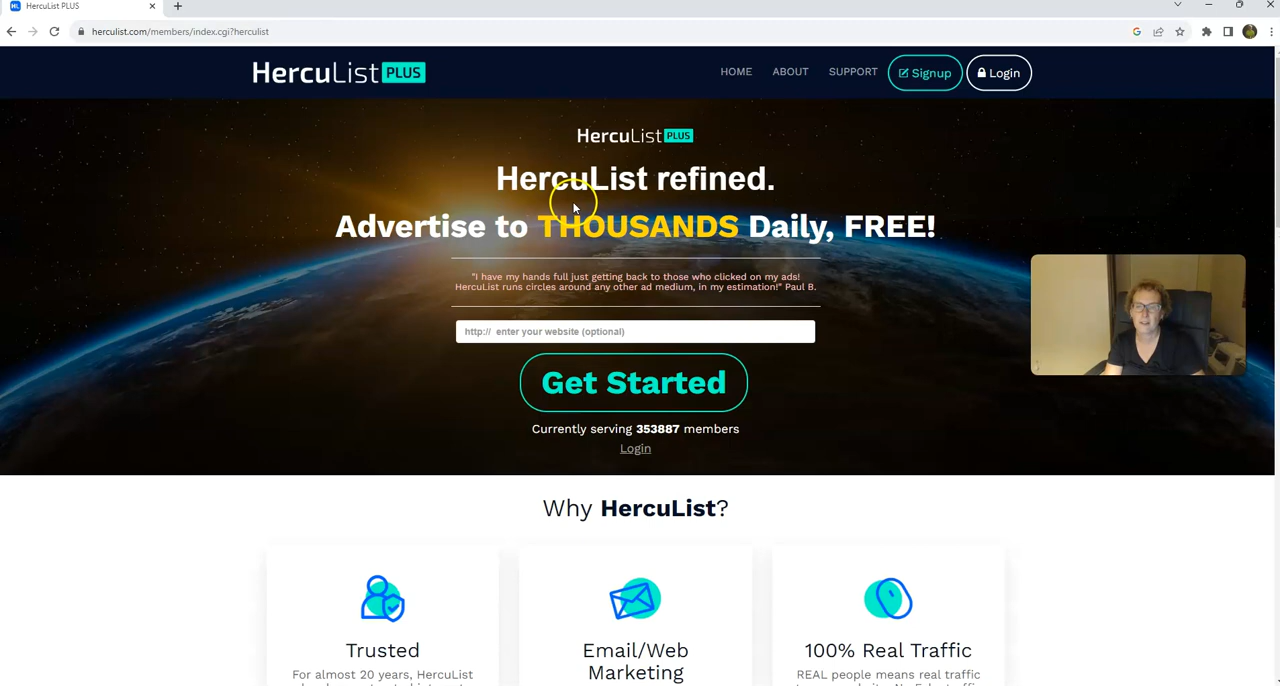 HercuList PLUS
herculist.com/members/index.cgi?herculist
HercuList PLUS
HOME ABOUT SUPPORT Signup Login
HercuList PLUS
HercuList refined.
Advertise to THOUSANDS Daily, FREE!
"I have my hands full just getting back to those who clicked on my ads!
HercuList runs circles around any other ad medium, in my estimation!" Paul B.
http:// enter your website (optional)
Get Started
Currently serving 353887 members
Login
Why HercuList?
Trusted
For almost 20 years, HercuList
Email/Web
Marketing
100% Real Traffic
REAL people means real traffic